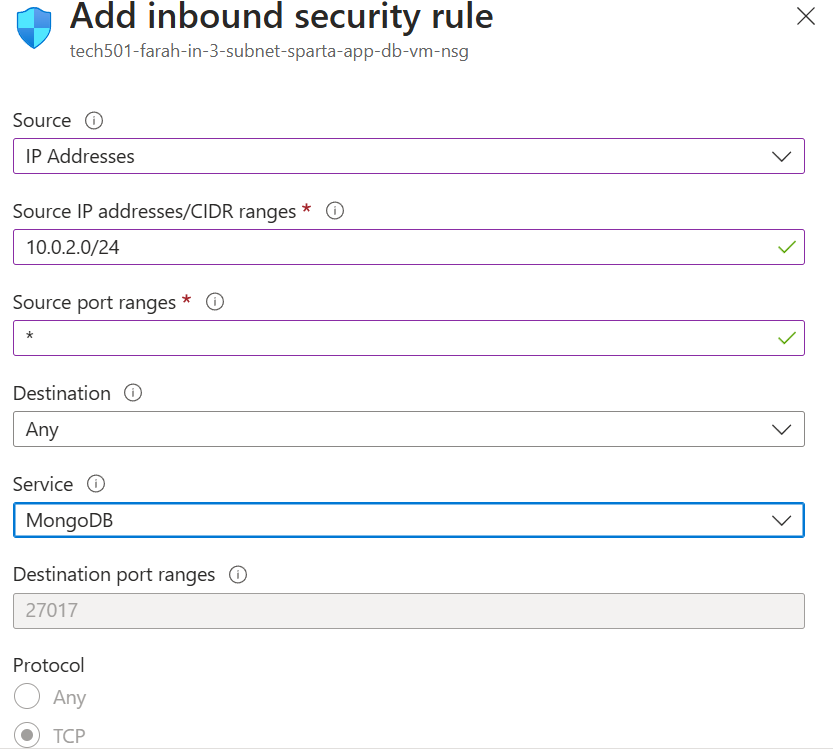 Add inbound security rule
tech501-farah-in-3-subnet-sparta-app-db-vm-nsg
Source
IP Addresses
Source IP addresses/CIDR ranges *
10.0.2.0/24
Source port ranges *
*
Destination
Any
Service
MongoDB
Destination port ranges
27017
Protocol
Any
TCP